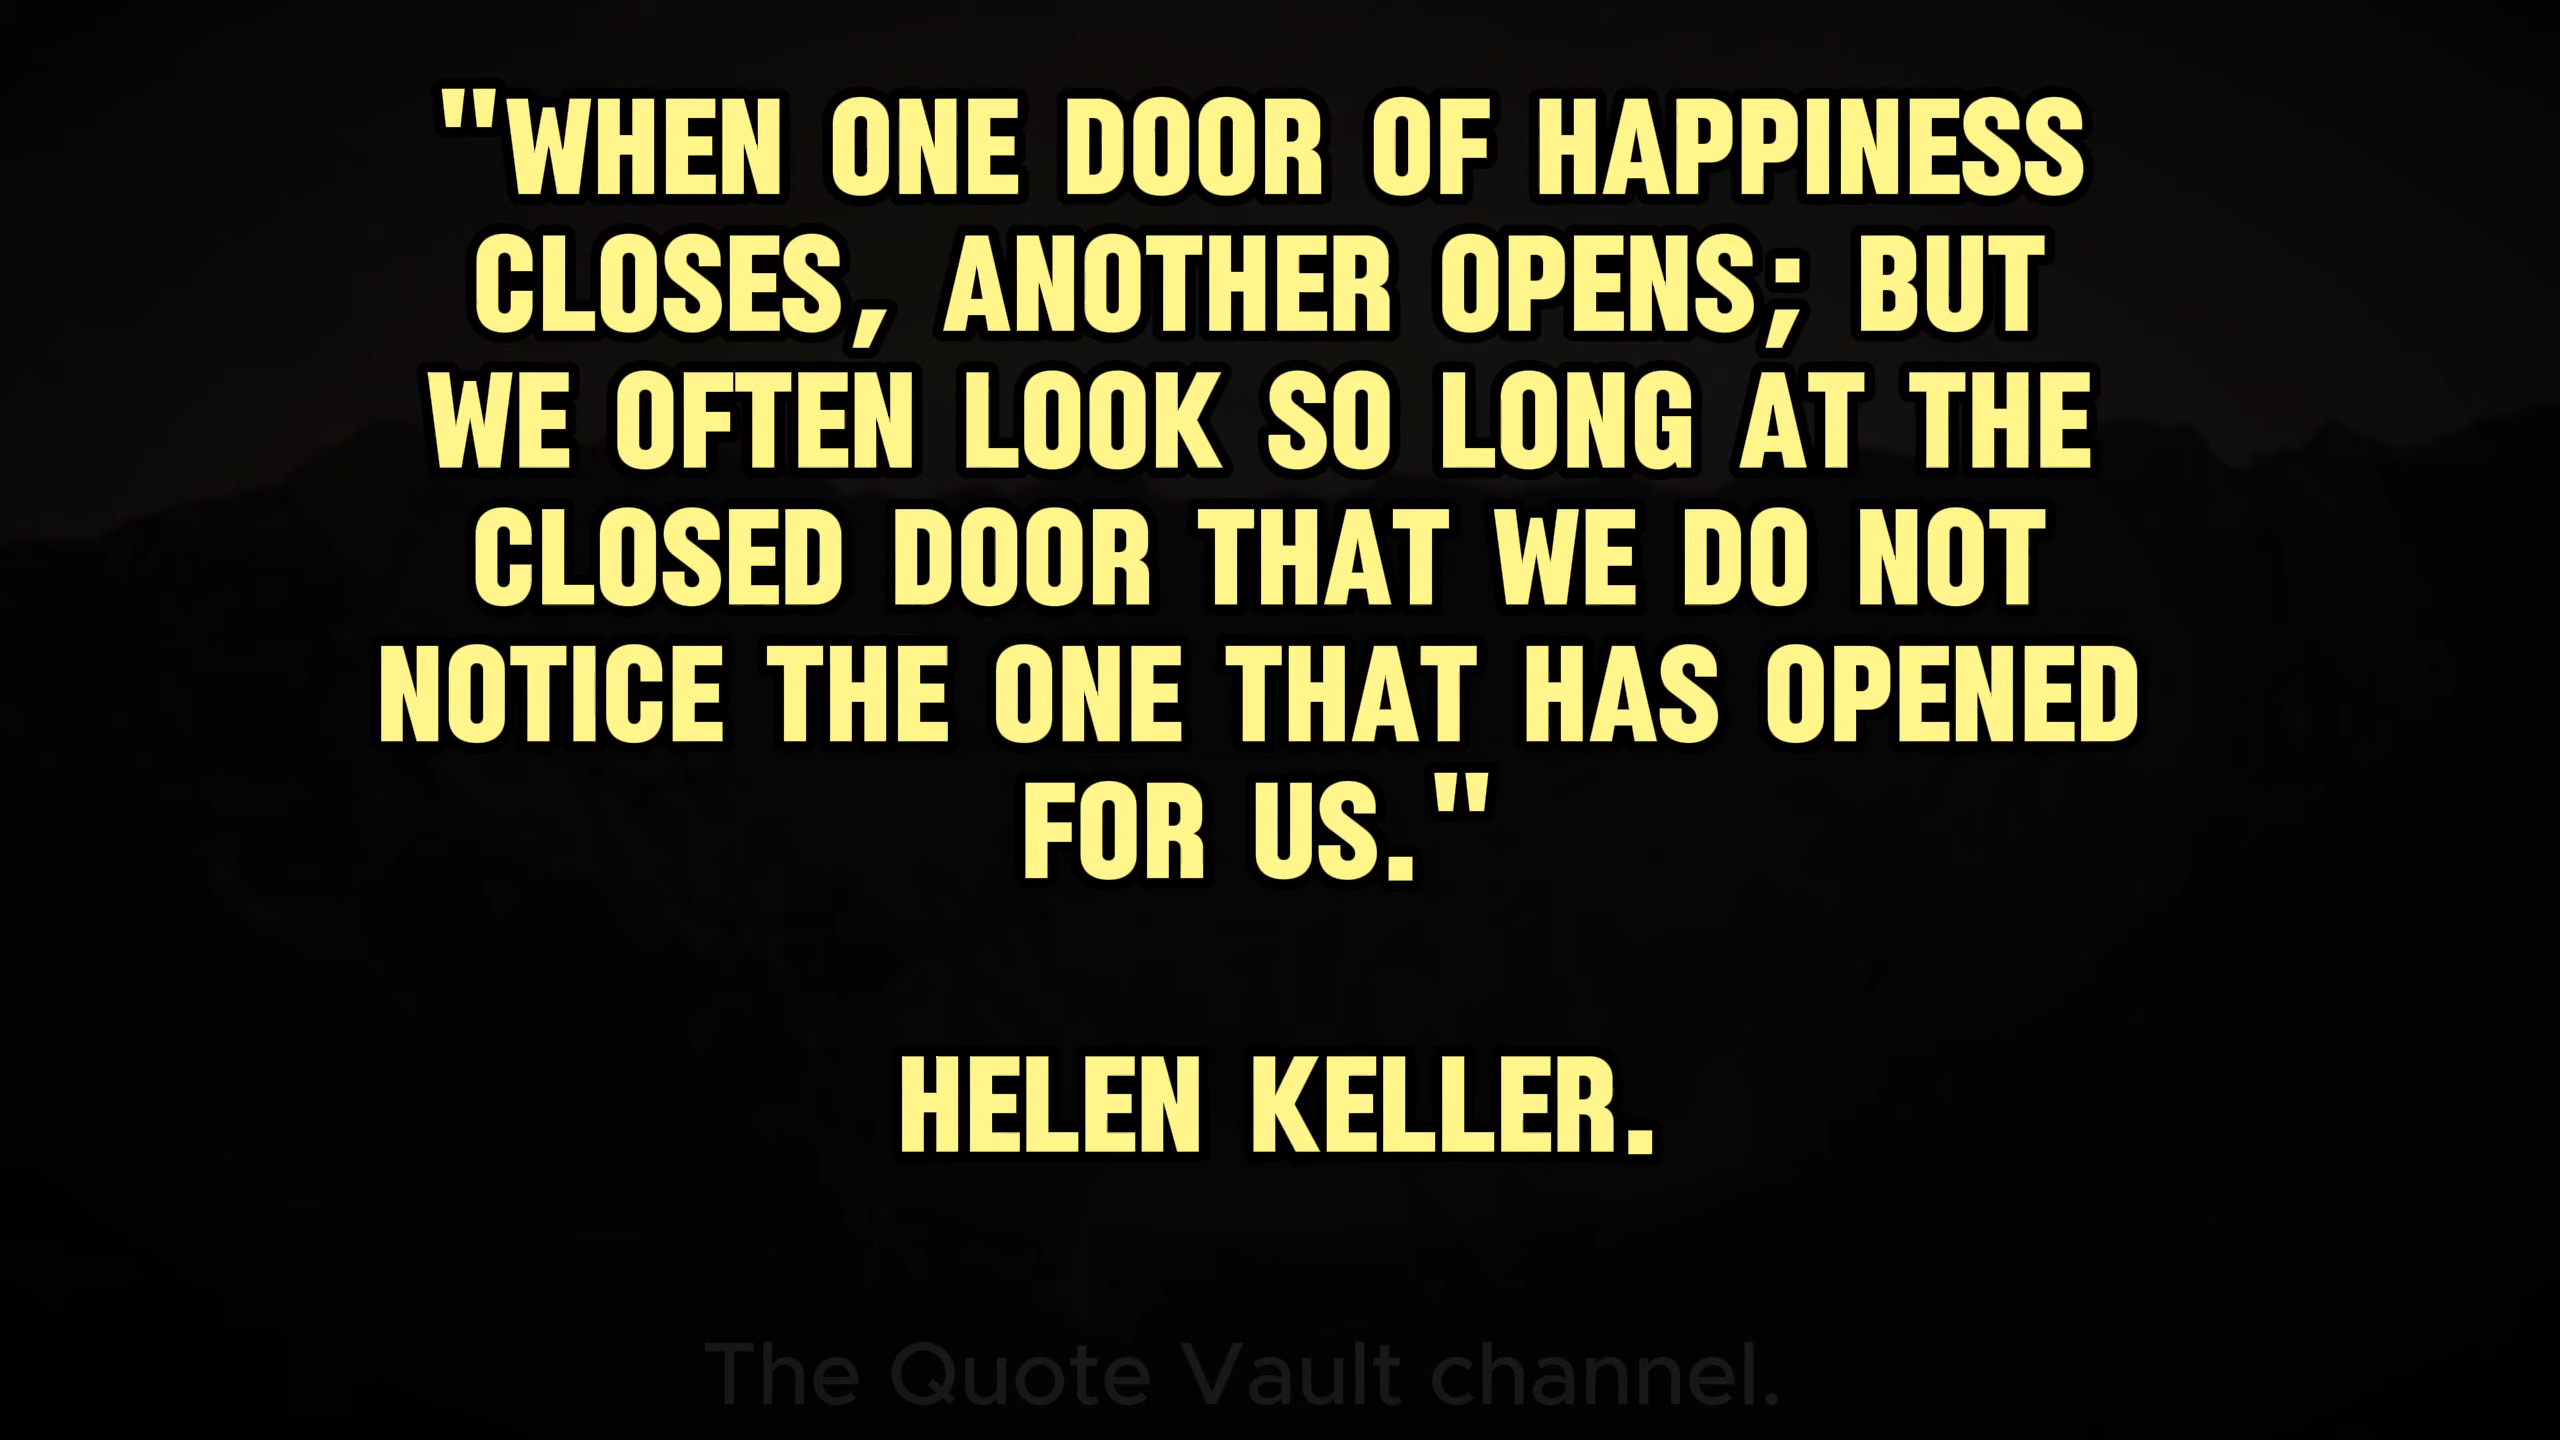 "WHEN ONE DOOR OF HAPPINESS
CLOSES, ANOTHER OPENS; BUT
WE OFTEN LOOK SO LONG AT THE
CLOSED DOOR THAT WE DO NOT
NOTICE THE ONE THAT HAS OPENED
FOR US."
HELEN KELLER.
The Quote Vault channel.